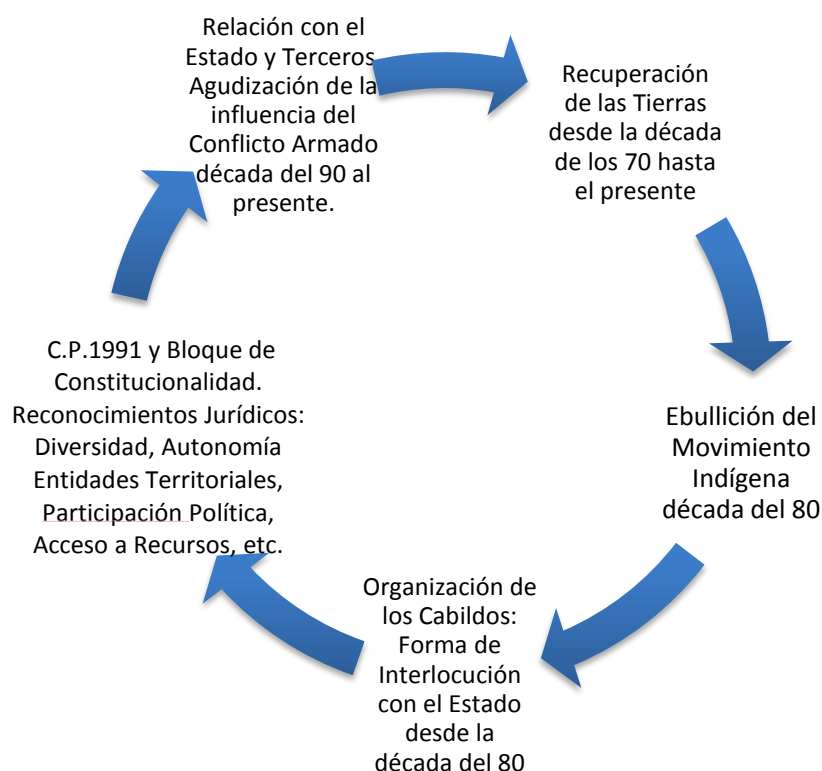 Relación con el
Estado y Terceros
Agudización de la
influencia del
Conflicto Armado
década del 90 al
presente.
Recuperación
de las Tierras
desde la década
de los 70 hasta
el presente
Ebullición del
Movimiento
Indígena
década del 80
Organización de
los Cabildos:
Forma de
Interlocución
con el Estado
desde la
década del 80
C.P.1991 y Bloque de
Constitucionalidad.
Reconocimientos Jurídicos:
Diversidad, Autonomía
Entidades Territoriales,
Participación Política,
Acceso a Recursos, etc.